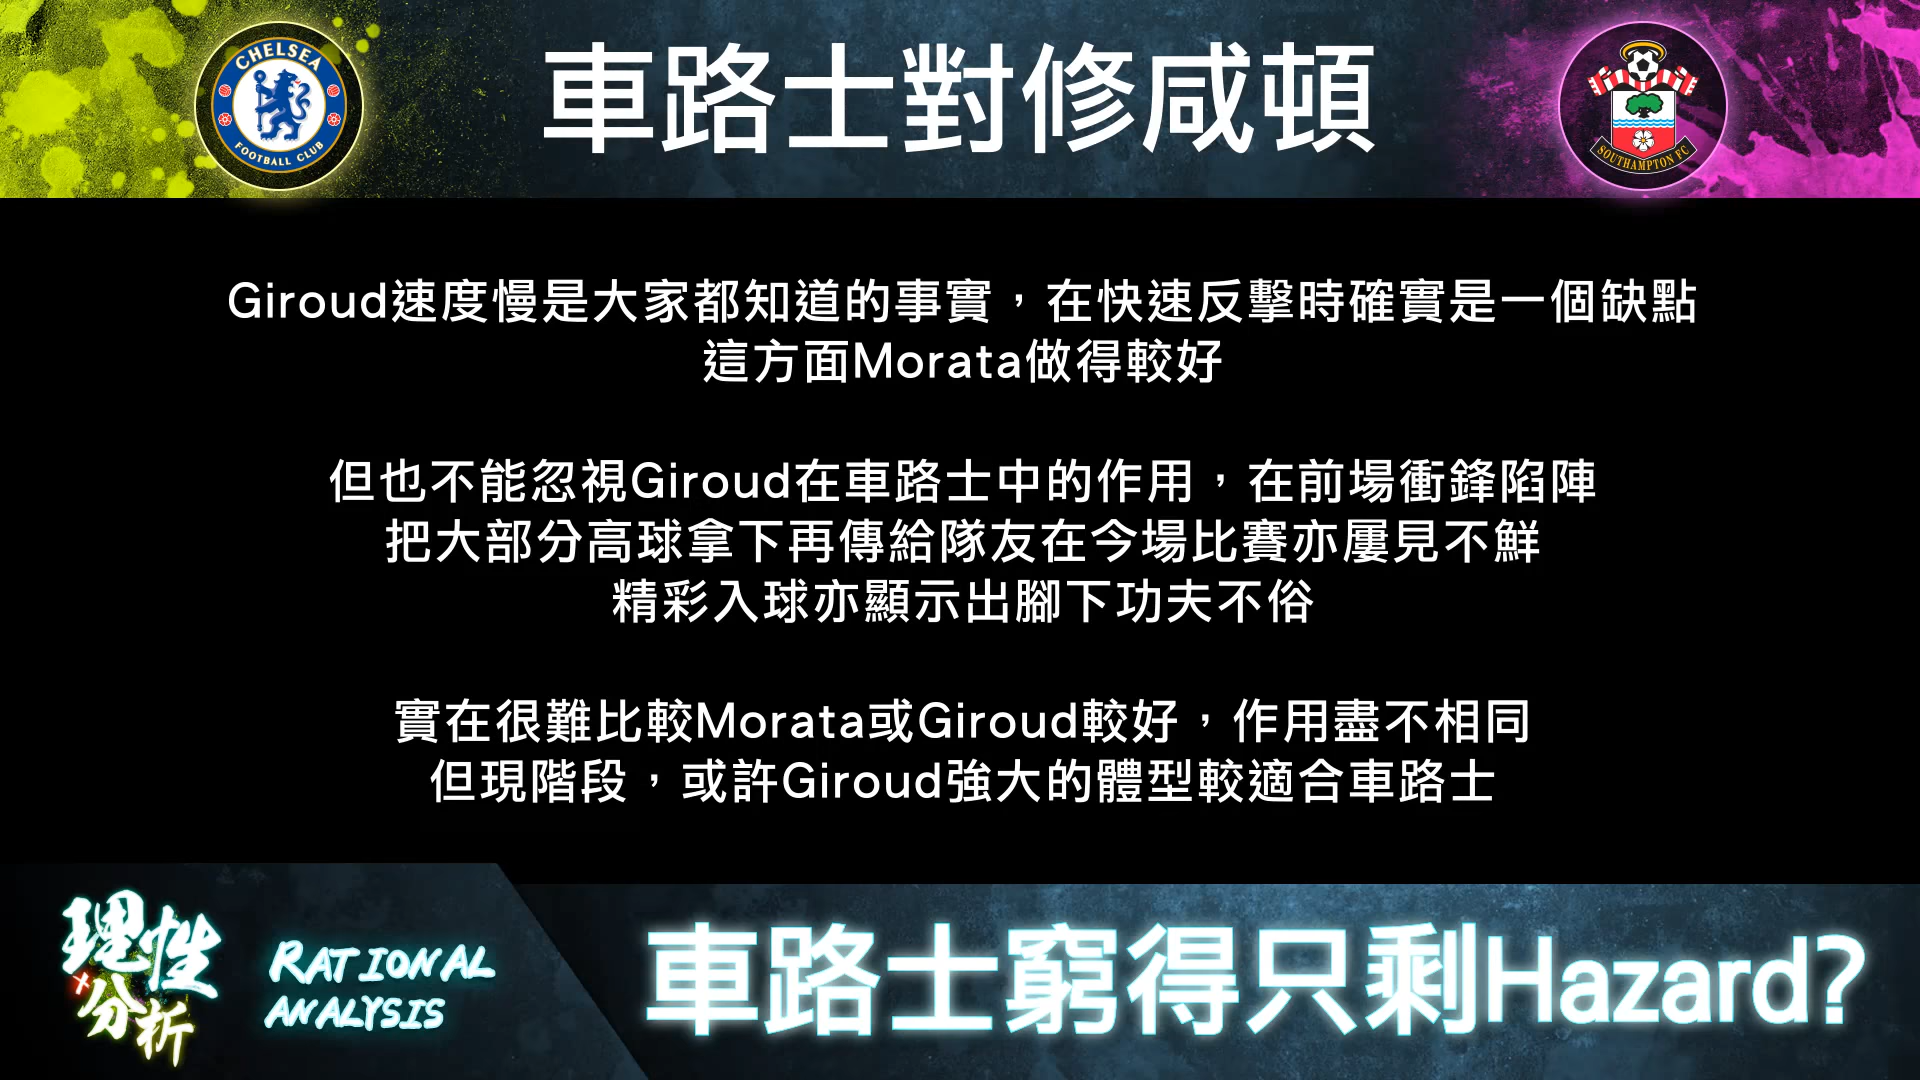 CHELSEA
FOOTBALL CLUB
車路士對修咸頓
SOUTHAMPTON FC
Giroud速度慢是大家都知道的事實，在快速反擊時確實是一個缺點
這方面Morata做得較好
但也不能忽視Giroud在車路士中的作用，在前場衝鋒陷陣
把大部分高球拿下再傳給隊友在今場比賽亦屢見不鮮
精彩入球亦顯示出腳下功夫不俗
實在很難比較Morata或Giroud較好，作用盡不相同
但現階段，或許Giroud強大的體型較適合車路士
理性
分析
RATIONAL
ANALYSIS
車路士窮得只剩Hazard?